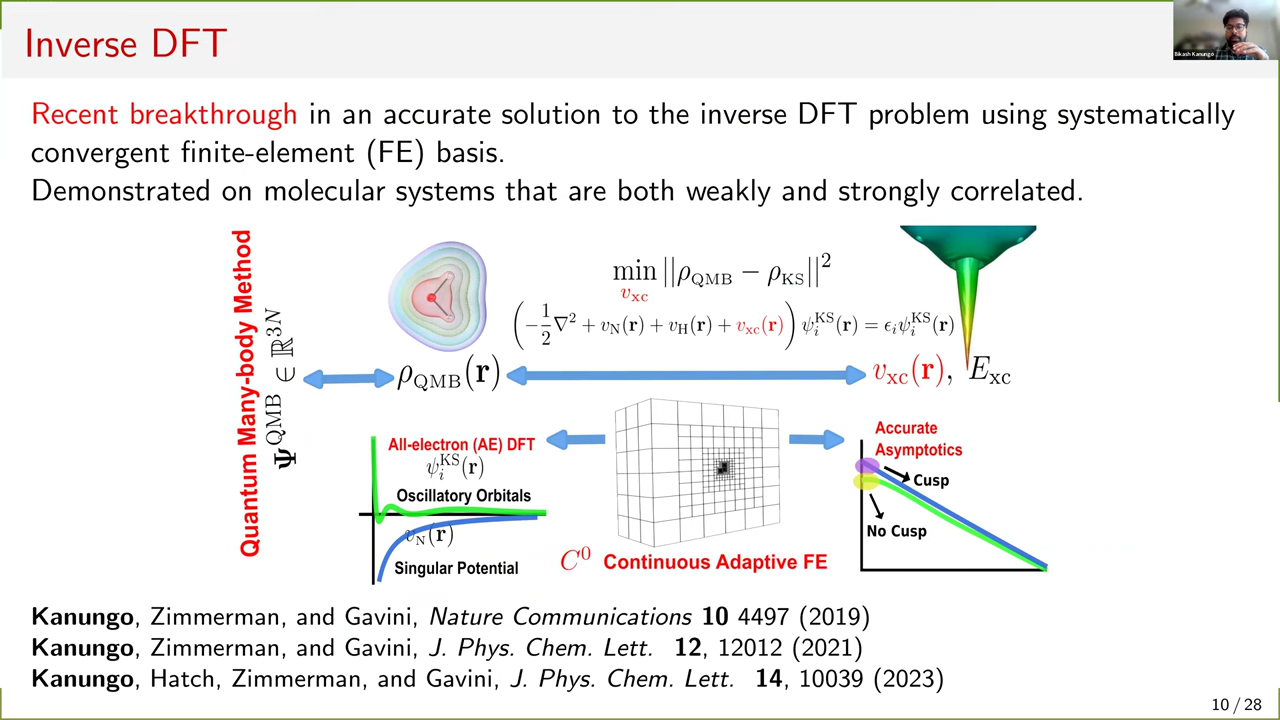 Inverse DFT
Bikash Kanungo
Recent breakthrough in an accurate solution to the inverse DFT problem using systematically
convergent finite-element (FE) basis.
Demonstrated on molecular systems that are both weakly and strongly correlated.
Quantum Many-body Method
Ψ^QMB ∈ ℝ^3N
min_{v_xc} ||ρ_QMB − ρ_KS||²
(−1/2 ∇² + v_N(r) + v_H(r) + v_xc(r)) ψ_i^KS(r) = ϵ_i ψ_i^KS(r)
ρ_QMB(r)
v_xc(r), E_xc
All-electron (AE) DFT
ψ_i^KS(r)
Oscillatory Orbitals
v_N(r)
Singular Potential
C⁰ Continuous Adaptive FE
Accurate
Asymptotics
Cusp
No Cusp
Kanungo, Zimmerman, and Gavini, Nature Communications 10 4497 (2019)
Kanungo, Zimmerman, and Gavini, J. Phys. Chem. Lett. 12, 12012 (2021)
Kanungo, Hatch, Zimmerman, and Gavini, J. Phys. Chem. Lett. 14, 10039 (2023)
10 / 28